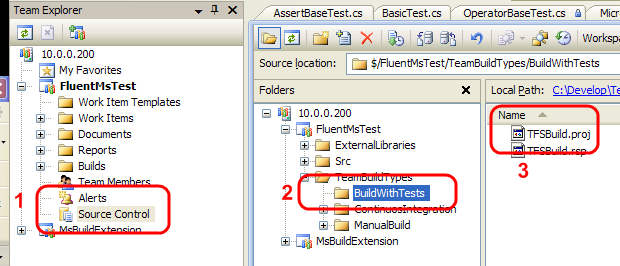 Team Explorer
10.0.0.200
My Favorites
FluentMsTest
Work Item Templates
Work Items
Documents
Reports
Builds
Team Members
Alerts
Source Control
MsBuildExtension
1
AssertBaseTest.cs
BasicTest.cs
OperatorBaseTest.cs
Micr
Workspa
Source location:
$/FluentMsTest/TeamBuildTypes/BuildWithTests
Folders
10.0.0.200
FluentMsTest
ExternalLibraries
Src
TeamBuildTypes
BuildWithTests
ContinuosIntegration
ManualBuild
MsBuildExtension
2
Local Path: C:\Develop\Te
Name
TFSBuild.proj
TFSBuild.rsp
3